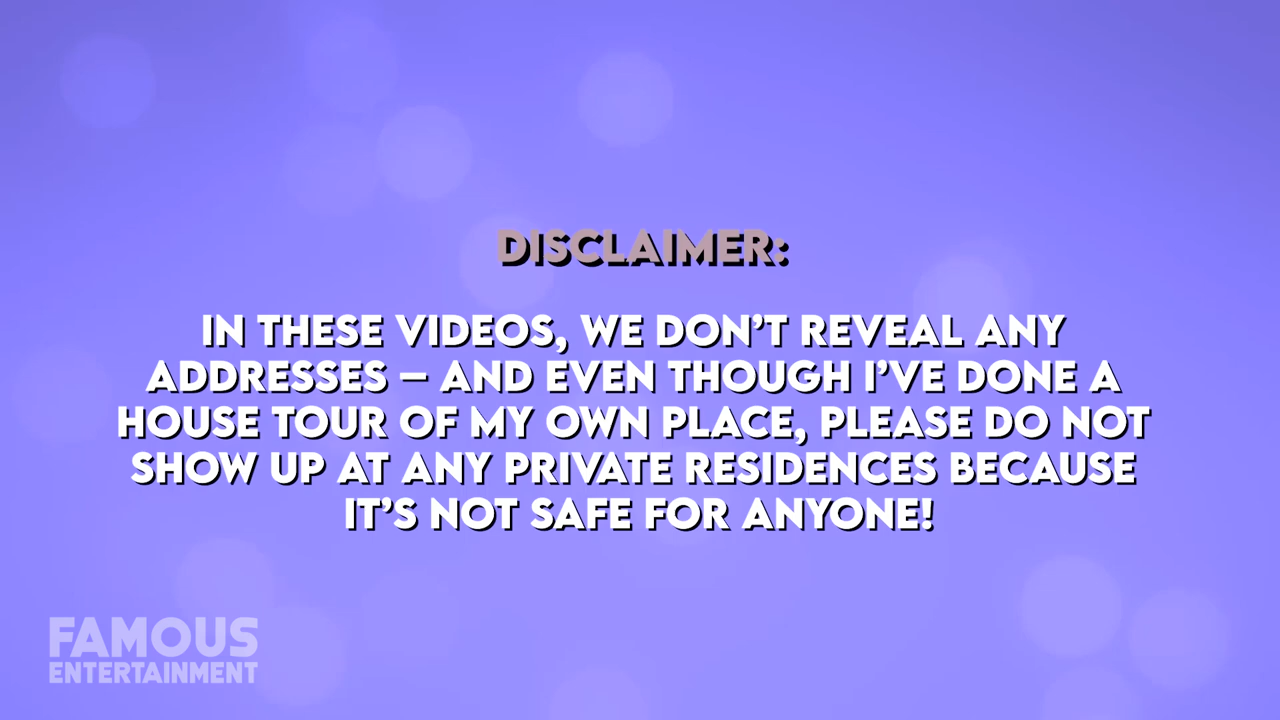 DISCLAIMER:
IN THESE VIDEOS, WE DON'T REVEAL ANY
ADDRESSES – AND EVEN THOUGH I'VE DONE A
HOUSE TOUR OF MY OWN PLACE, PLEASE DO NOT
SHOW UP AT ANY PRIVATE RESIDENCES BECAUSE
IT'S NOT SAFE FOR ANYONE!
FAMOUS
ENTERTAINMENT